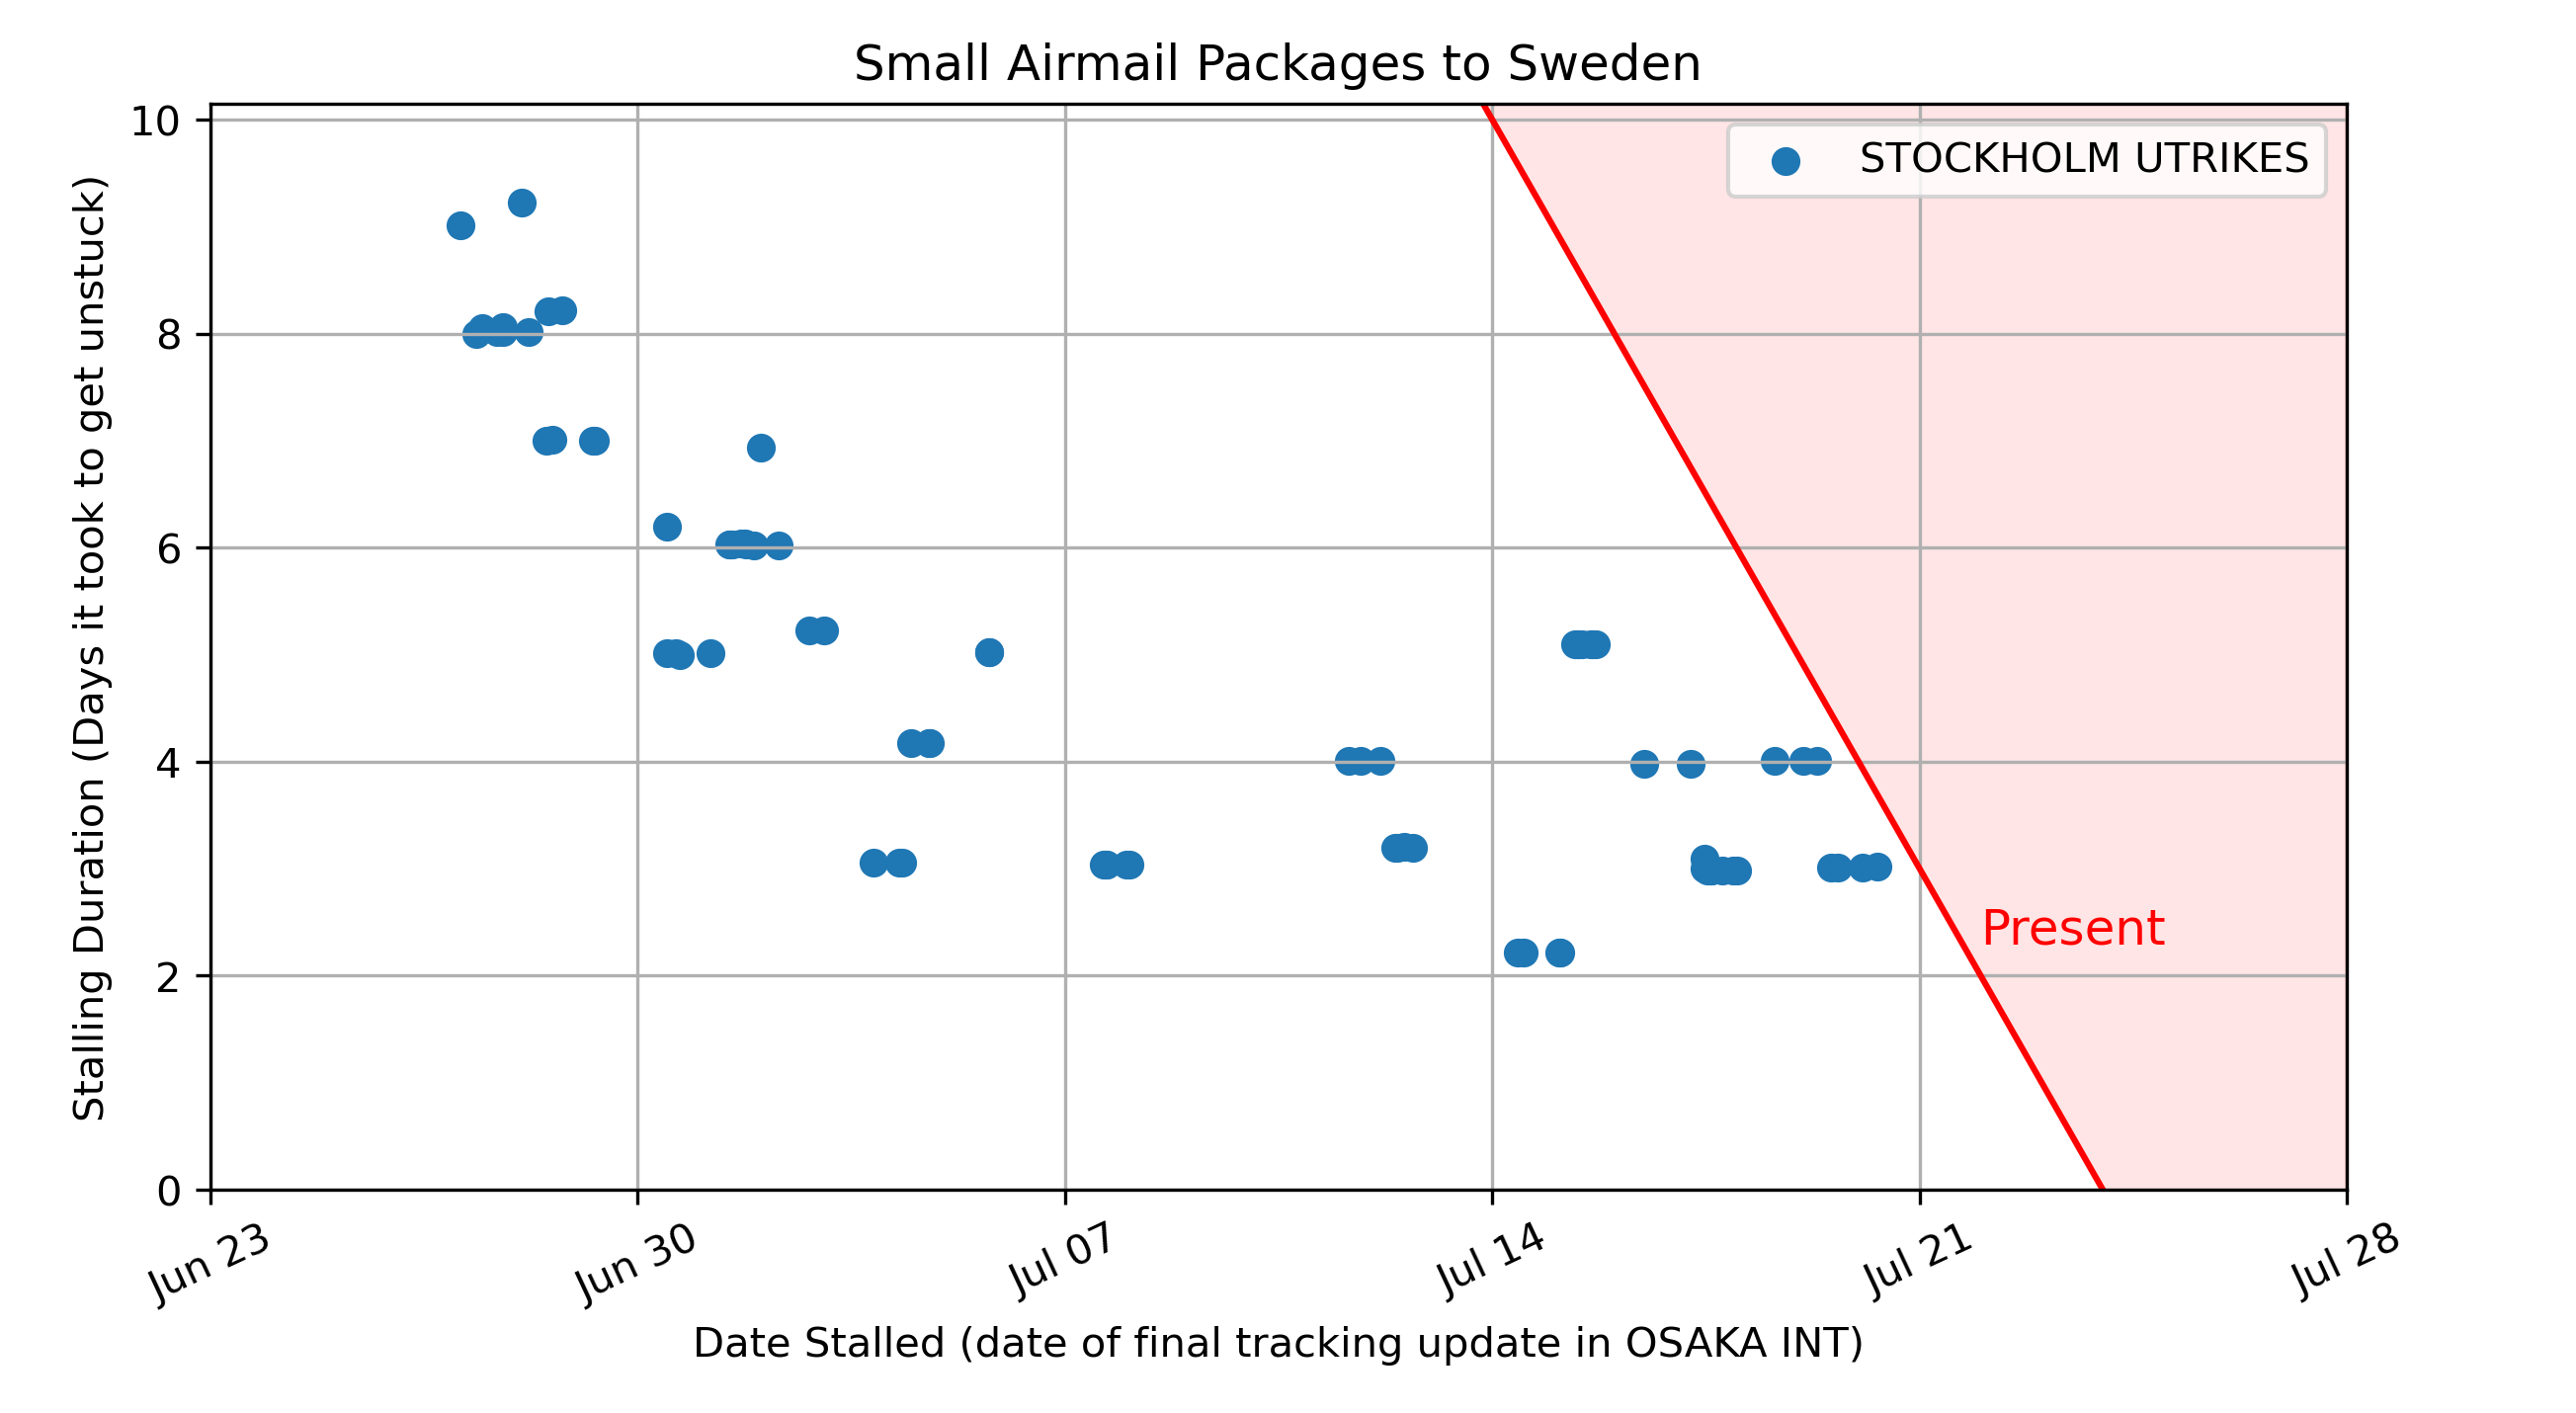 Small Airmail Packages to Sweden
STOCKHOLM UTRIKES
Stalling Duration (Days it took to get unstuck)
10
8
6
4
2
0
Present
Jun 23
Jun 30
Jul 07
Jul 14
Jul 21
Jul 28
Date Stalled (date of final tracking update in OSAKA INT)